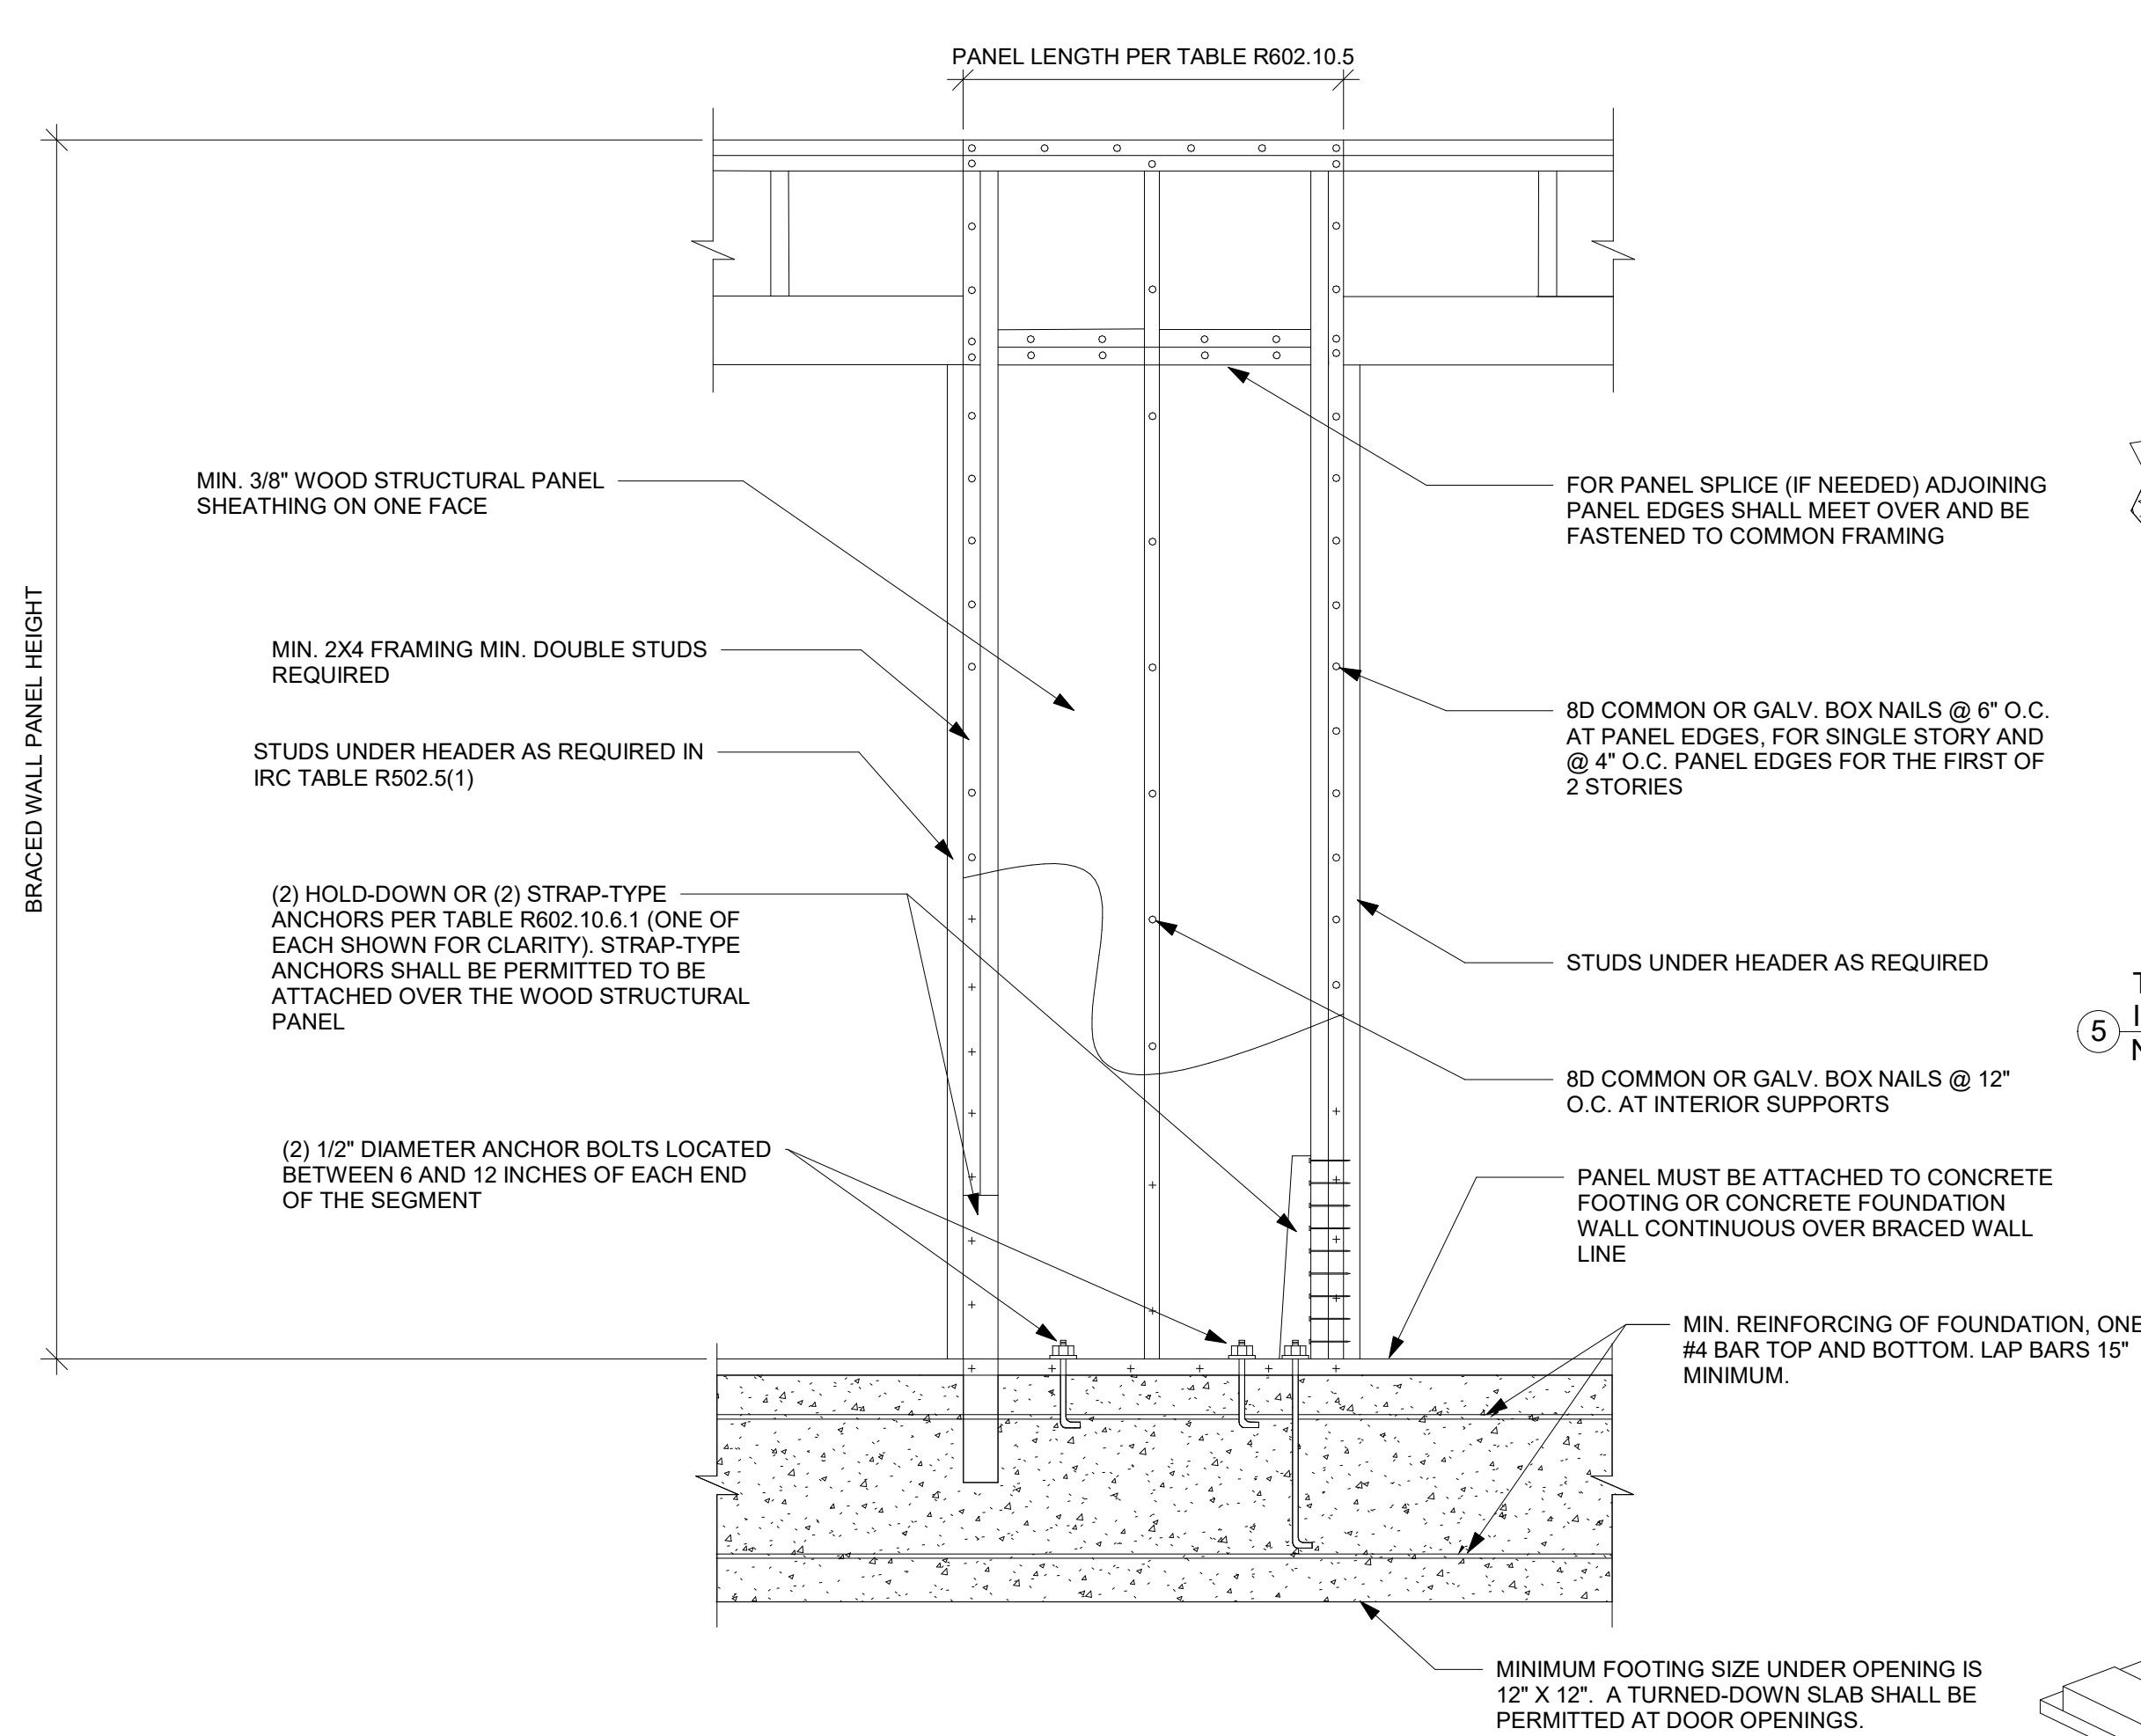 PANEL LENGTH PER TABLE R602.10.5
BRACED WALL PANEL HEIGHT
MIN. 3/8" WOOD STRUCTURAL PANEL
SHEATHING ON ONE FACE
MIN. 2X4 FRAMING MIN. DOUBLE STUDS
REQUIRED
STUDS UNDER HEADER AS REQUIRED IN
IRC TABLE R502.5(1)
(2) HOLD-DOWN OR (2) STRAP-TYPE
ANCHORS PER TABLE R602.10.6.1 (ONE OF
EACH SHOWN FOR CLARITY). STRAP-TYPE
ANCHORS SHALL BE PERMITTED TO BE
ATTACHED OVER THE WOOD STRUCTURAL
PANEL
(2) 1/2" DIAMETER ANCHOR BOLTS LOCATED
BETWEEN 6 AND 12 INCHES OF EACH END
OF THE SEGMENT
FOR PANEL SPLICE (IF NEEDED) ADJOINING
PANEL EDGES SHALL MEET OVER AND BE
FASTENED TO COMMON FRAMING
8D COMMON OR GALV. BOX NAILS @ 6" O.C.
AT PANEL EDGES, FOR SINGLE STORY AND
@ 4" O.C. PANEL EDGES FOR THE FIRST OF
2 STORIES
STUDS UNDER HEADER AS REQUIRED
8D COMMON OR GALV. BOX NAILS @ 12"
O.C. AT INTERIOR SUPPORTS
PANEL MUST BE ATTACHED TO CONCRETE
FOOTING OR CONCRETE FOUNDATION
WALL CONTINUOUS OVER BRACED WALL
LINE
MIN. REINFORCING OF FOUNDATION, ONE
#4 BAR TOP AND BOTTOM. LAP BARS 15"
MINIMUM.
MINIMUM FOOTING SIZE UNDER OPENING IS
12" X 12". A TURNED-DOWN SLAB SHALL BE
PERMITTED AT DOOR OPENINGS.
5